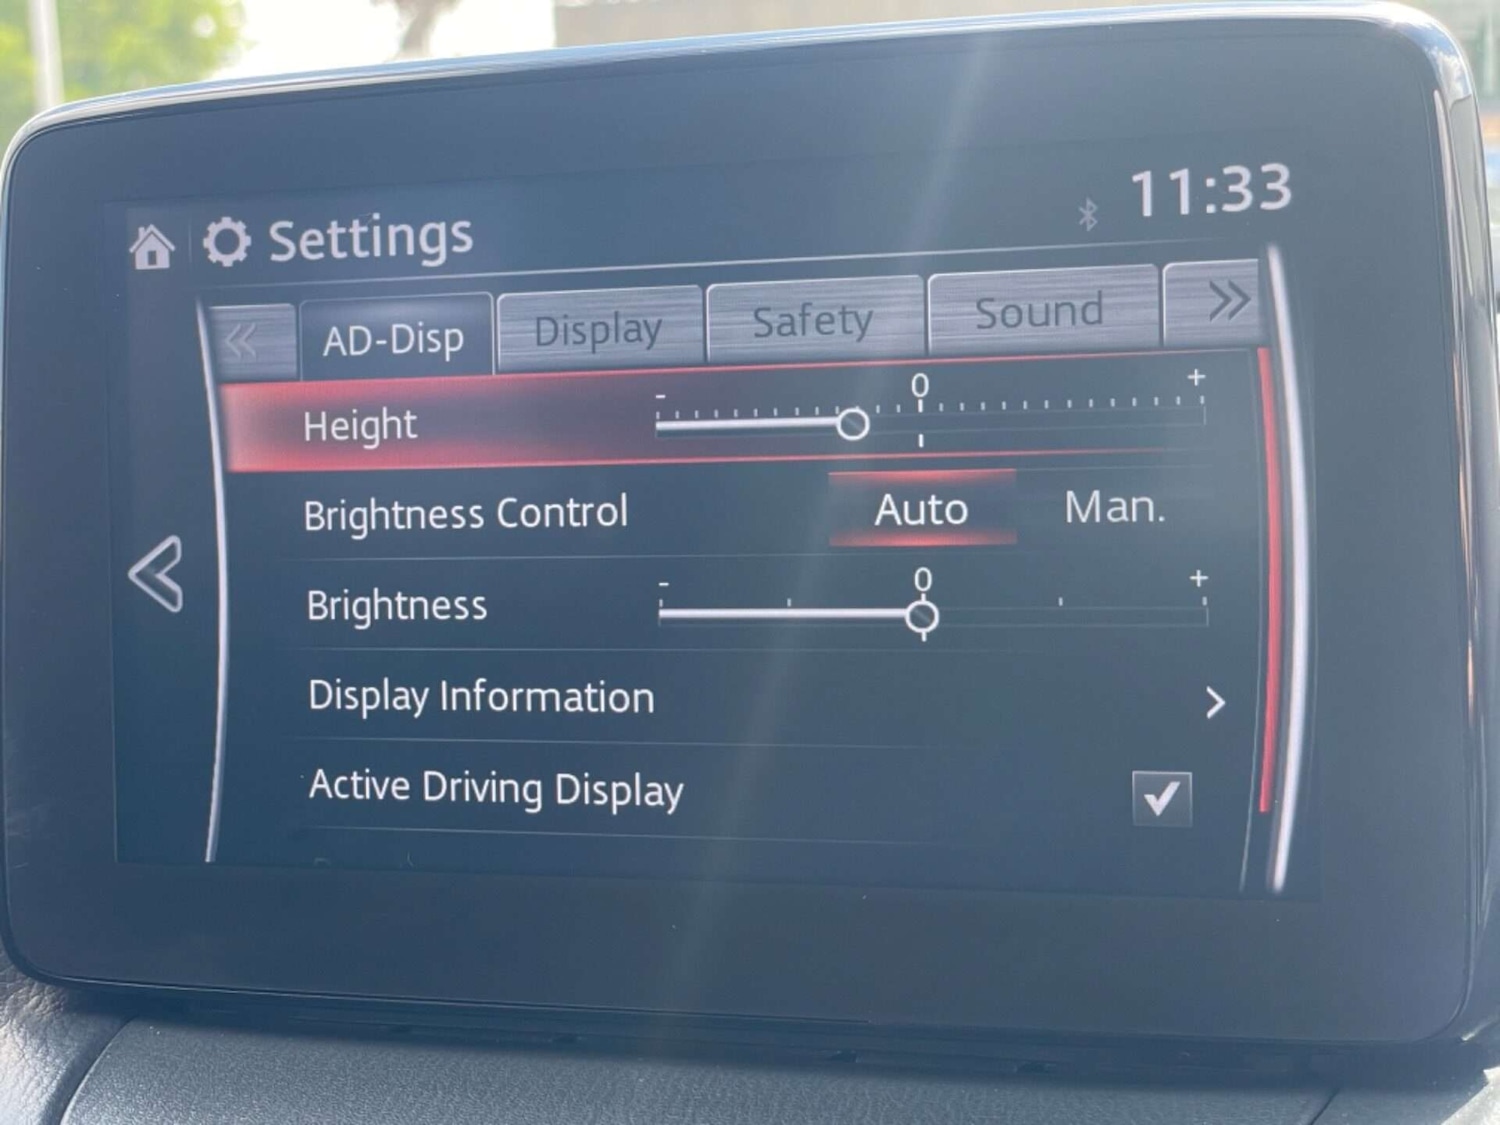 Settings 11:33
AD-Disp Display Safety Sound
Height - 0 +
Brightness Control Auto Man.
Brightness - 0 +
Display Information
Active Driving Display